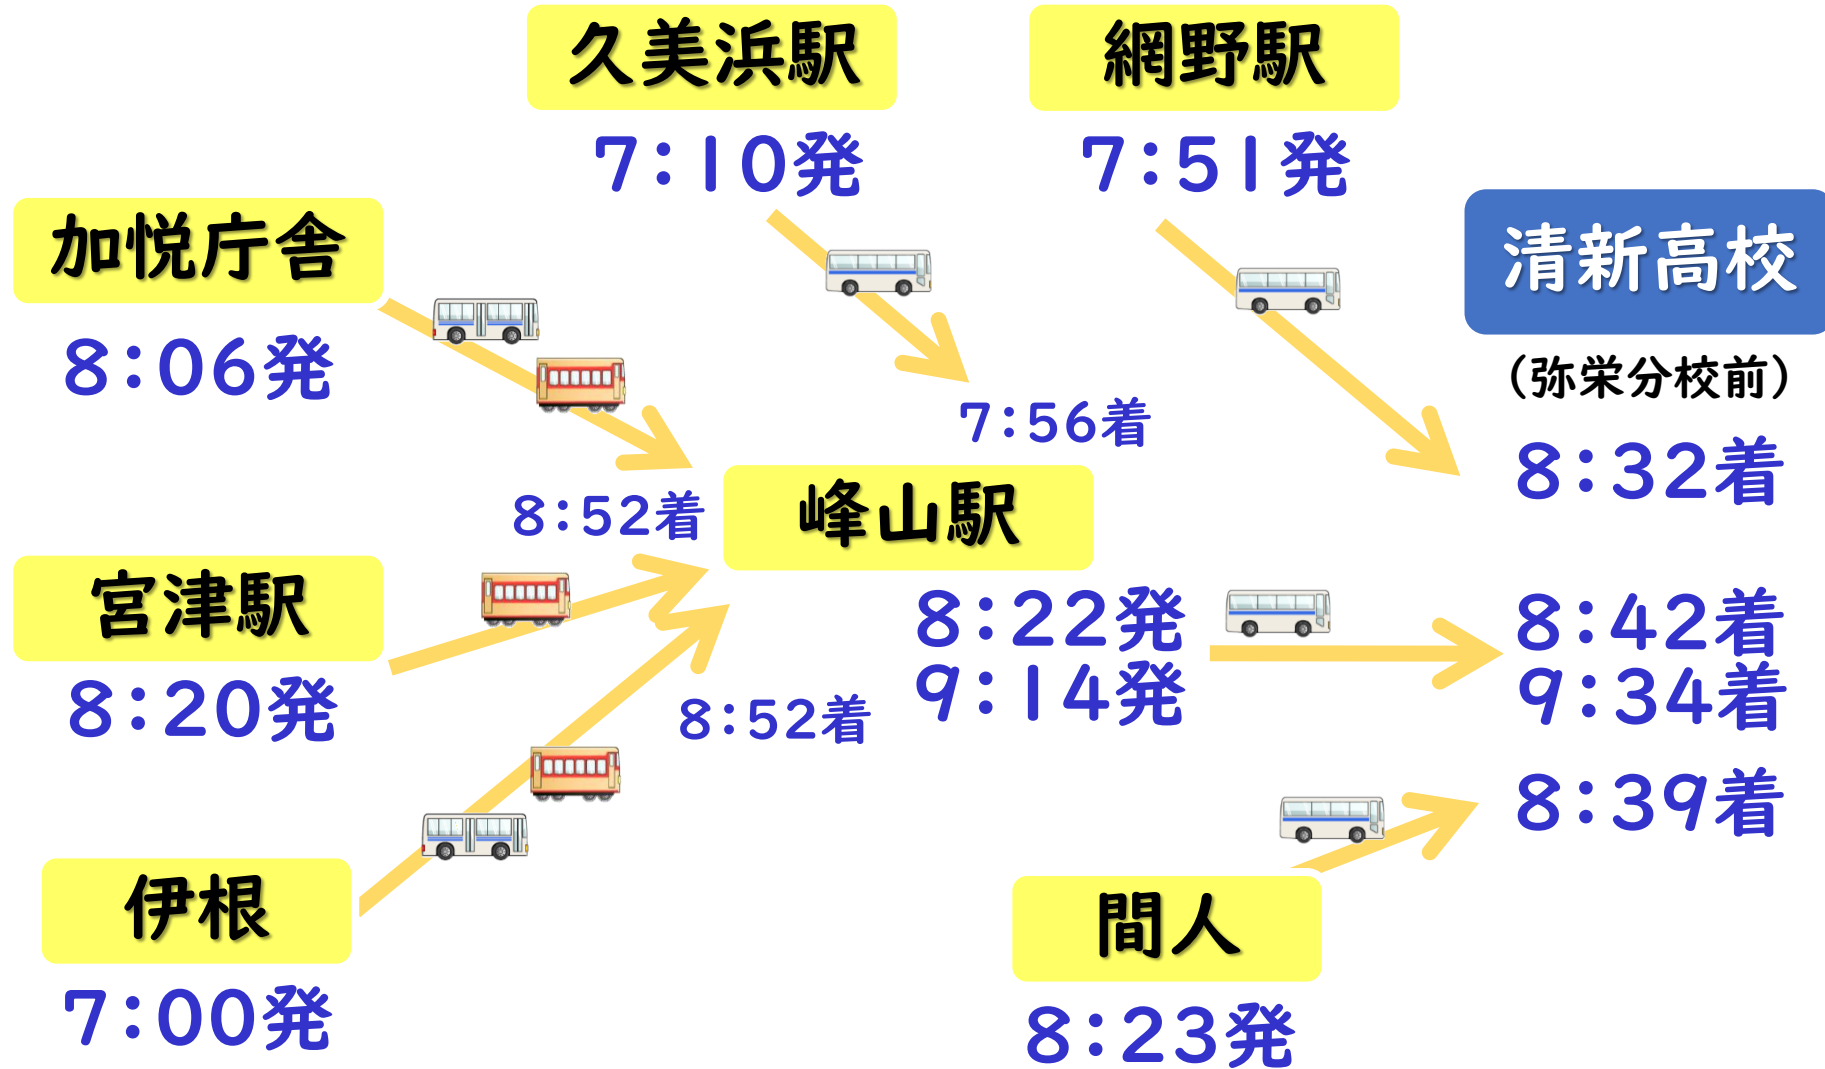 久美浜駅
7:10発
網野駅
7:51発
加悦庁舎
8:06発
清新高校
(弥栄分校前)
7:56着
8:32着
8:52着
峰山駅
宮津駅
8:20発
8:22発
9:14発
8:42着
9:34着
8:52着
8:39着
伊根
7:00発
間人
8:23発